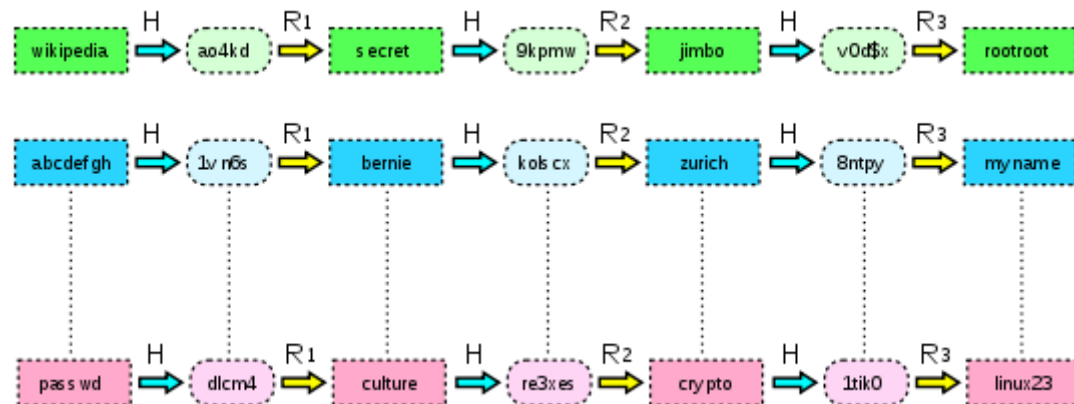 H R1 H R2 H R3
wikipedia ao4kd secret 9kpmw jimbo v0d$x rootroot
H R1 H R2 H R3
abcdefgh 1vn6s bernie kolscx zurich 8ntpy myname
H R1 H R2 H R3
passwd dlcm4 culture re3xes crypto 1tik0 linux23